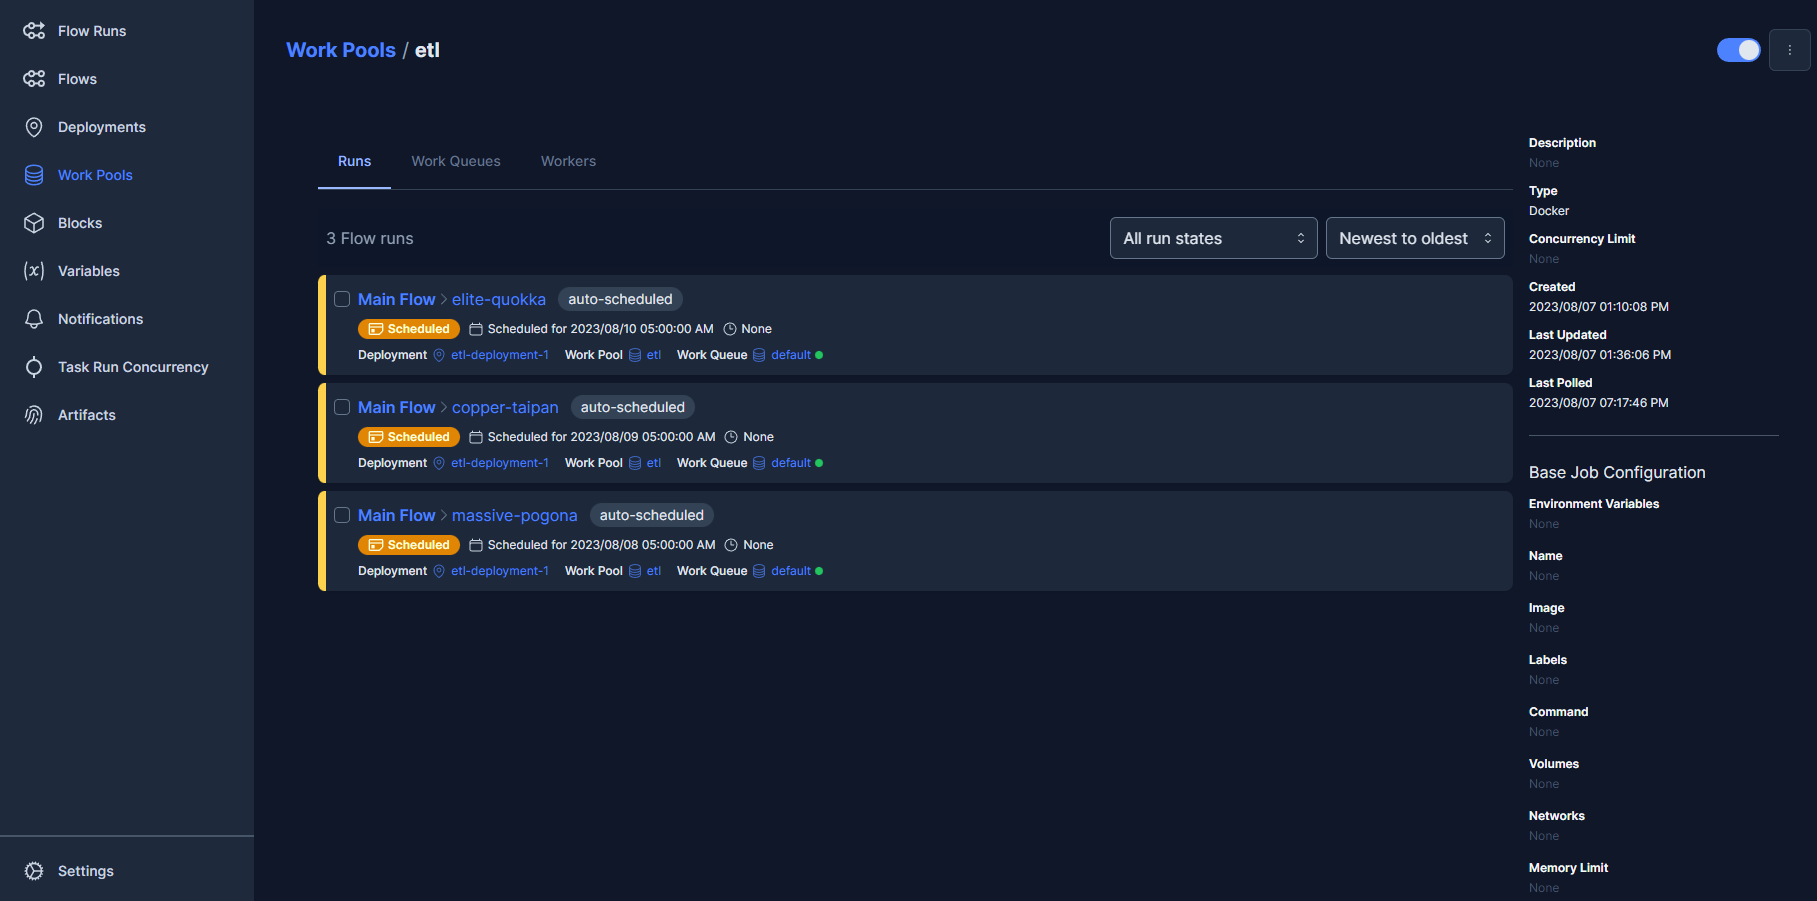 Flow Runs
Flows
Deployments
Work Pools
Blocks
Variables
Notifications
Task Run Concurrency
Artifacts
Settings
Work Pools / etl
Runs Work Queues Workers
3 Flow runs All run states Newest to oldest
Main Flow > elite-quokka auto-scheduled
Scheduled Scheduled for 2023/08/10 05:00:00 AM None
Deployment etl-deployment-1 Work Pool etl Work Queue default
Main Flow > copper-taipan auto-scheduled
Scheduled Scheduled for 2023/08/09 05:00:00 AM None
Deployment etl-deployment-1 Work Pool etl Work Queue default
Main Flow > massive-pogona auto-scheduled
Scheduled Scheduled for 2023/08/08 05:00:00 AM None
Deployment etl-deployment-1 Work Pool etl Work Queue default
Description
None
Type
Docker
Concurrency Limit
None
Created
2023/08/07 01:10:08 PM
Last Updated
2023/08/07 01:36:06 PM
Last Polled
2023/08/07 07:17:46 PM
Base Job Configuration
Environment Variables
None
Name
None
Image
None
Labels
None
Command
None
Volumes
None
Networks
None
Memory Limit
None